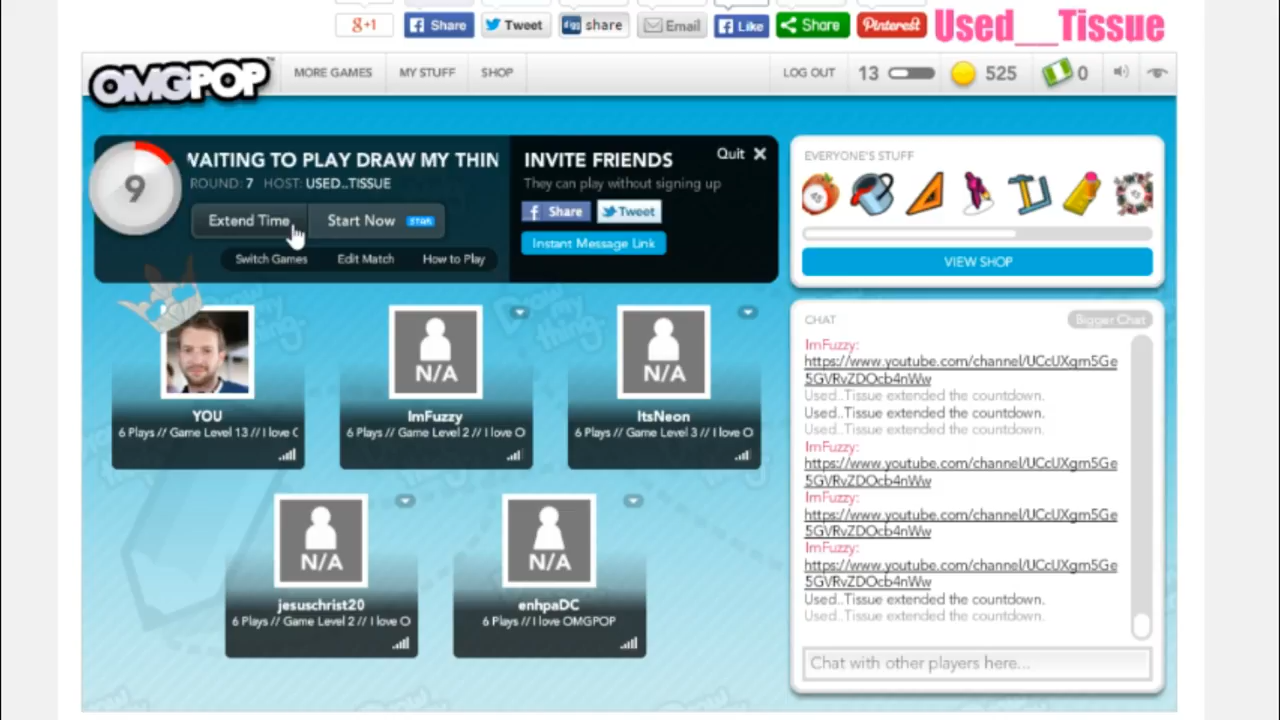 g+1
Share
Tweet
digg share
Email
Like
Share
Pinterest
Used__Tissue
OMGPOP
MORE GAMES
MY STUFF
SHOP
LOG OUT
13
525
0
9
WAITING TO PLAY DRAW MY THIN
ROUND: 7 HOST: USED..TISSUE
Extend Time
Start Now
Switch Games
Edit Match
How to Play
INVITE FRIENDS
Quit
They can play without signing up
Share
Tweet
Instant Message Link
EVERYONE'S STUFF
VIEW SHOP
YOU
6 Plays // Game Level 13 // I love
N/A
ImFuzzy
6 Plays // Game Level 2 // I love O
N/A
ItsNeon
6 Plays // Game Level 3 // I love O
N/A
jesuschrist20
6 Plays // Game Level 2 // I love O
N/A
enhpaDC
6 Plays // I love OMGPOP
CHAT
Bigger Chat
ImFuzzy:
https://www.youtube.com/channel/UCcUXgm5Ge
5GVRvZDOcb4nWw
Used..Tissue extended the countdown.
Used..Tissue extended the countdown.
Used..Tissue extended the countdown.
ImFuzzy:
https://www.youtube.com/channel/UCcUXgm5Ge
5GVRvZDOcb4nWw
ImFuzzy:
https://www.youtube.com/channel/UCcUXgm5Ge
5GVRvZDOcb4nWw
ImFuzzy:
https://www.youtube.com/channel/UCcUXgm5Ge
5GVRvZDOcb4nWw
Used..Tissue extended the countdown.
Used..Tissue extended the countdown.
Chat with other players here...